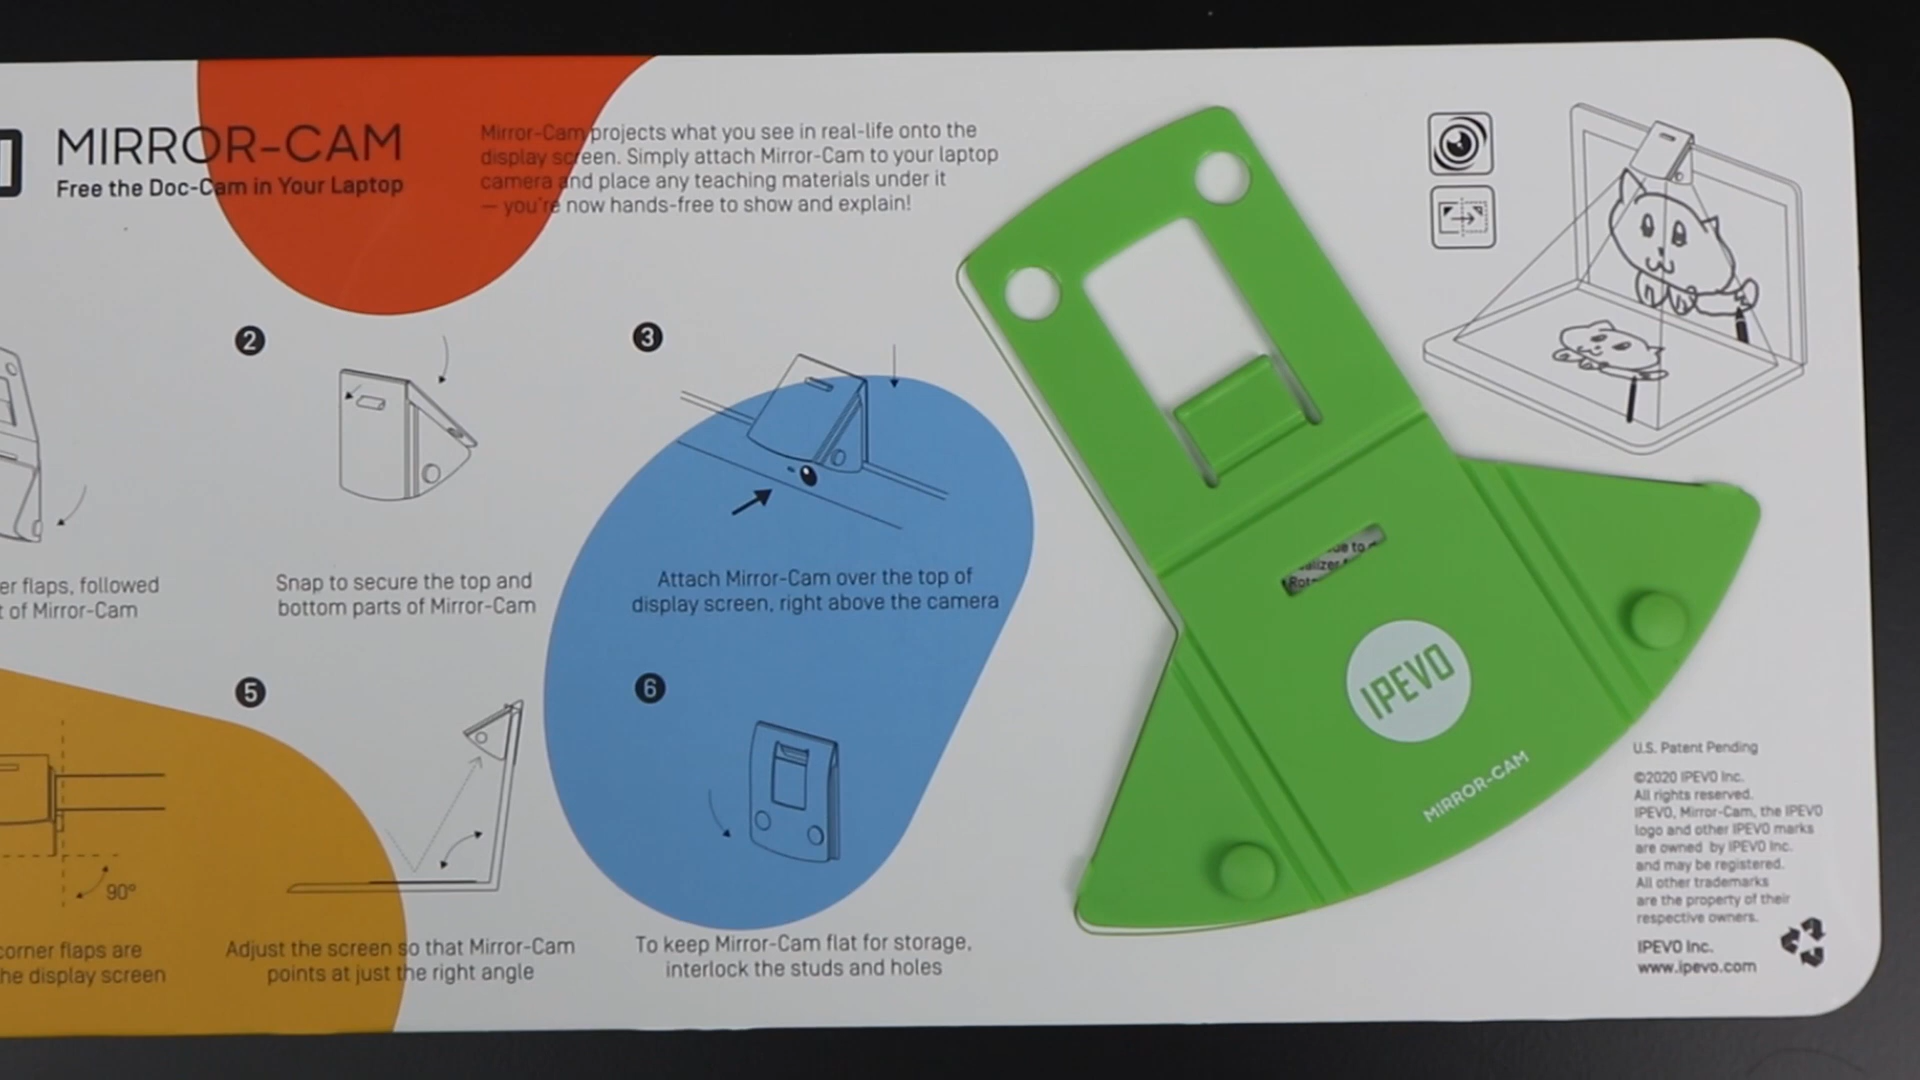 MIRROR-CAM
Free the Doc-Cam in Your Laptop
Mirror-Cam projects what you see in real-life onto the
display screen. Simply attach Mirror-Cam to your laptop
camera and place any teaching materials under it
— you're now hands-free to show and explain!
2
3
er flaps, followed
t of Mirror-Cam
Snap to secure the top and
bottom parts of Mirror-Cam
Attach Mirror-Cam over the top of
display screen, right above the camera
5
6
90°
corner flaps are
he display screen
Adjust the screen so that Mirror-Cam
points at just the right angle
To keep Mirror-Cam flat for storage,
interlock the studs and holes
ue to
alizer
Rot
IPEVO
MIRROR-CAM
U.S. Patent Pending
©2020 IPEVO Inc.
All rights reserved.
IPEVO, Mirror-Cam, the IPEVO
logo and other IPEVO marks
are owned by IPEVO Inc.
and may be registered.
All other trademarks
are the property of their
respective owners.
IPEVO Inc.
www.ipevo.com